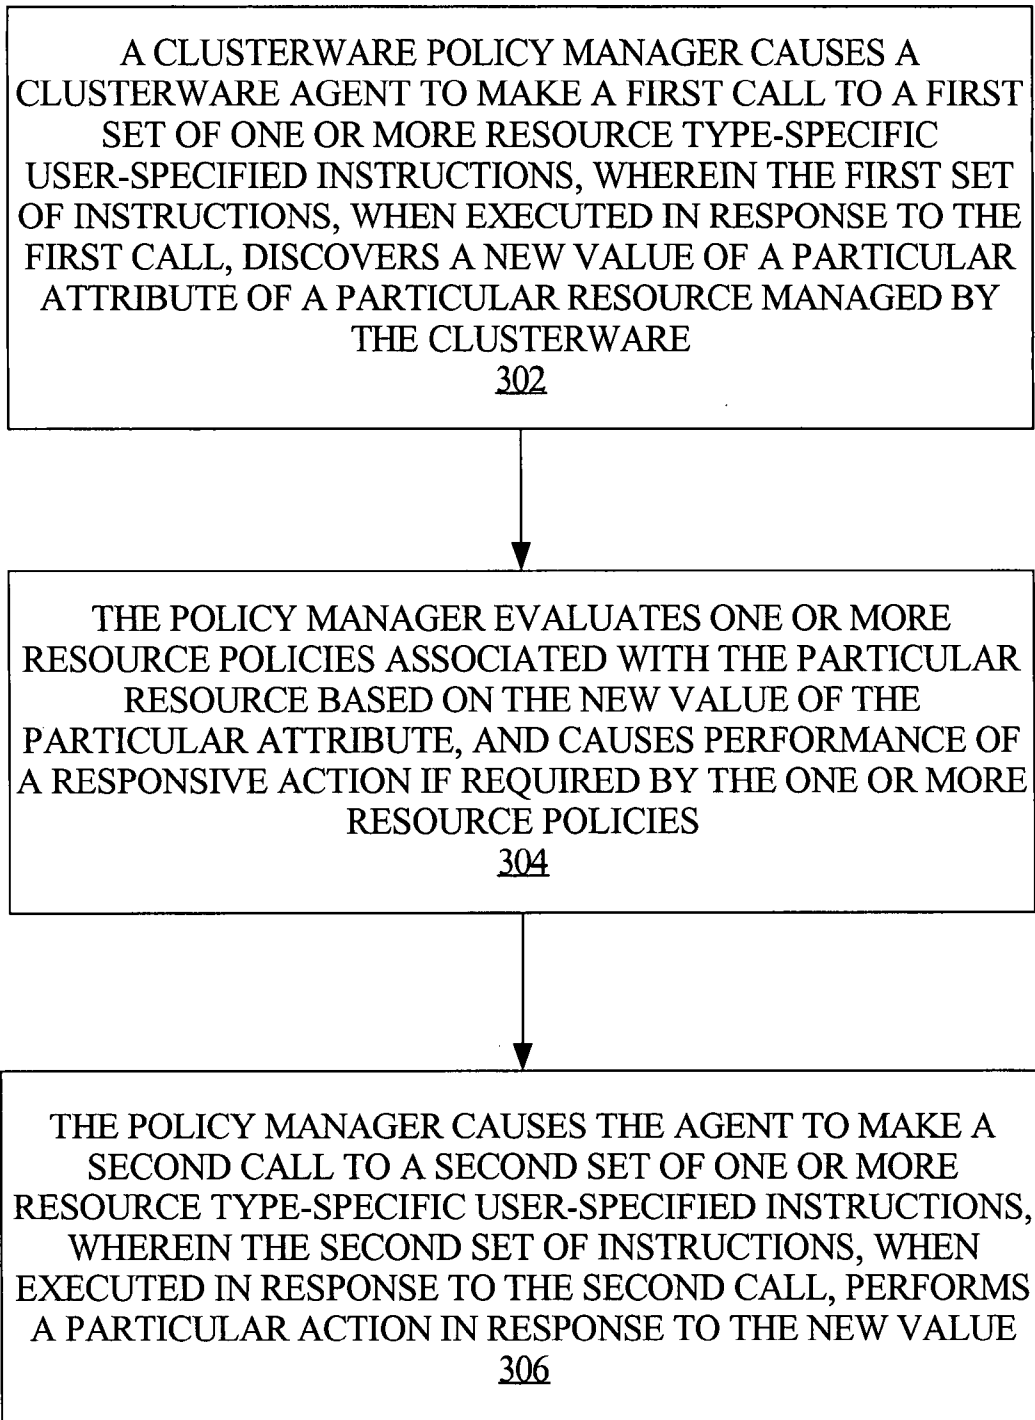 A CLUSTERWARE POLICY MANAGER CAUSES A
CLUSTERWARE AGENT TO MAKE A FIRST CALL TO A FIRST
SET OF ONE OR MORE RESOURCE TYPE-SPECIFIC
USER-SPECIFIED INSTRUCTIONS, WHEREIN THE FIRST SET
OF INSTRUCTIONS, WHEN EXECUTED IN RESPONSE TO THE
FIRST CALL, DISCOVERS A NEW VALUE OF A PARTICULAR
ATTRIBUTE OF A PARTICULAR RESOURCE MANAGED BY
THE CLUSTERWARE
302
THE POLICY MANAGER EVALUATES ONE OR MORE
RESOURCE POLICIES ASSOCIATED WITH THE PARTICULAR
RESOURCE BASED ON THE NEW VALUE OF THE
PARTICULAR ATTRIBUTE, AND CAUSES PERFORMANCE OF
A RESPONSIVE ACTION IF REQUIRED BY THE ONE OR MORE
RESOURCE POLICIES
304
THE POLICY MANAGER CAUSES THE AGENT TO MAKE A
SECOND CALL TO A SECOND SET OF ONE OR MORE
RESOURCE TYPE-SPECIFIC USER-SPECIFIED INSTRUCTIONS,
WHEREIN THE SECOND SET OF INSTRUCTIONS, WHEN
EXECUTED IN RESPONSE TO THE SECOND CALL, PERFORMS
A PARTICULAR ACTION IN RESPONSE TO THE NEW VALUE
306